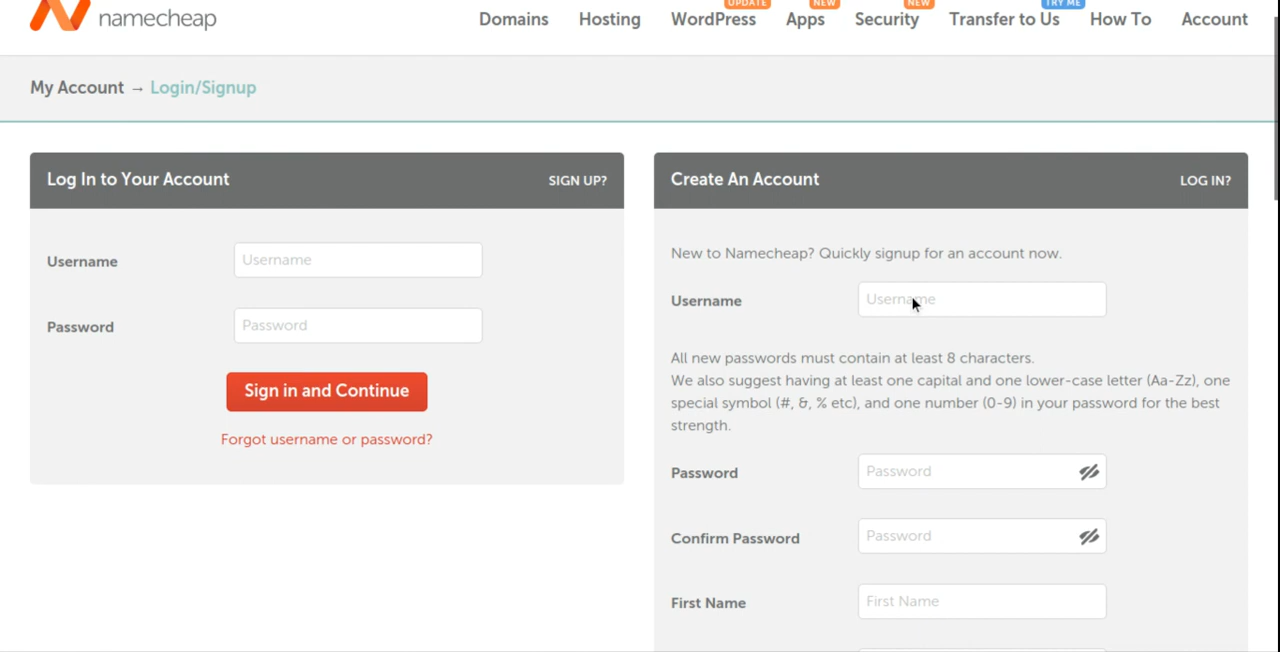 namecheap
UPDATE
NEW
NEW
TRY ME
Domains Hosting WordPress Apps Security Transfer to Us How To Account
My Account → Login/Signup
Log In to Your Account SIGN UP?
Username Username
Password Password
Sign in and Continue
Forgot username or password?
Create An Account LOG IN?
New to Namecheap? Quickly signup for an account now.
Username Username
All new passwords must contain at least 8 characters.
We also suggest having at least one capital and one lower-case letter (Aa-Zz), one
special symbol (#, &, % etc), and one number (0-9) in your password for the best
strength.
Password Password
Confirm Password Password
First Name First Name